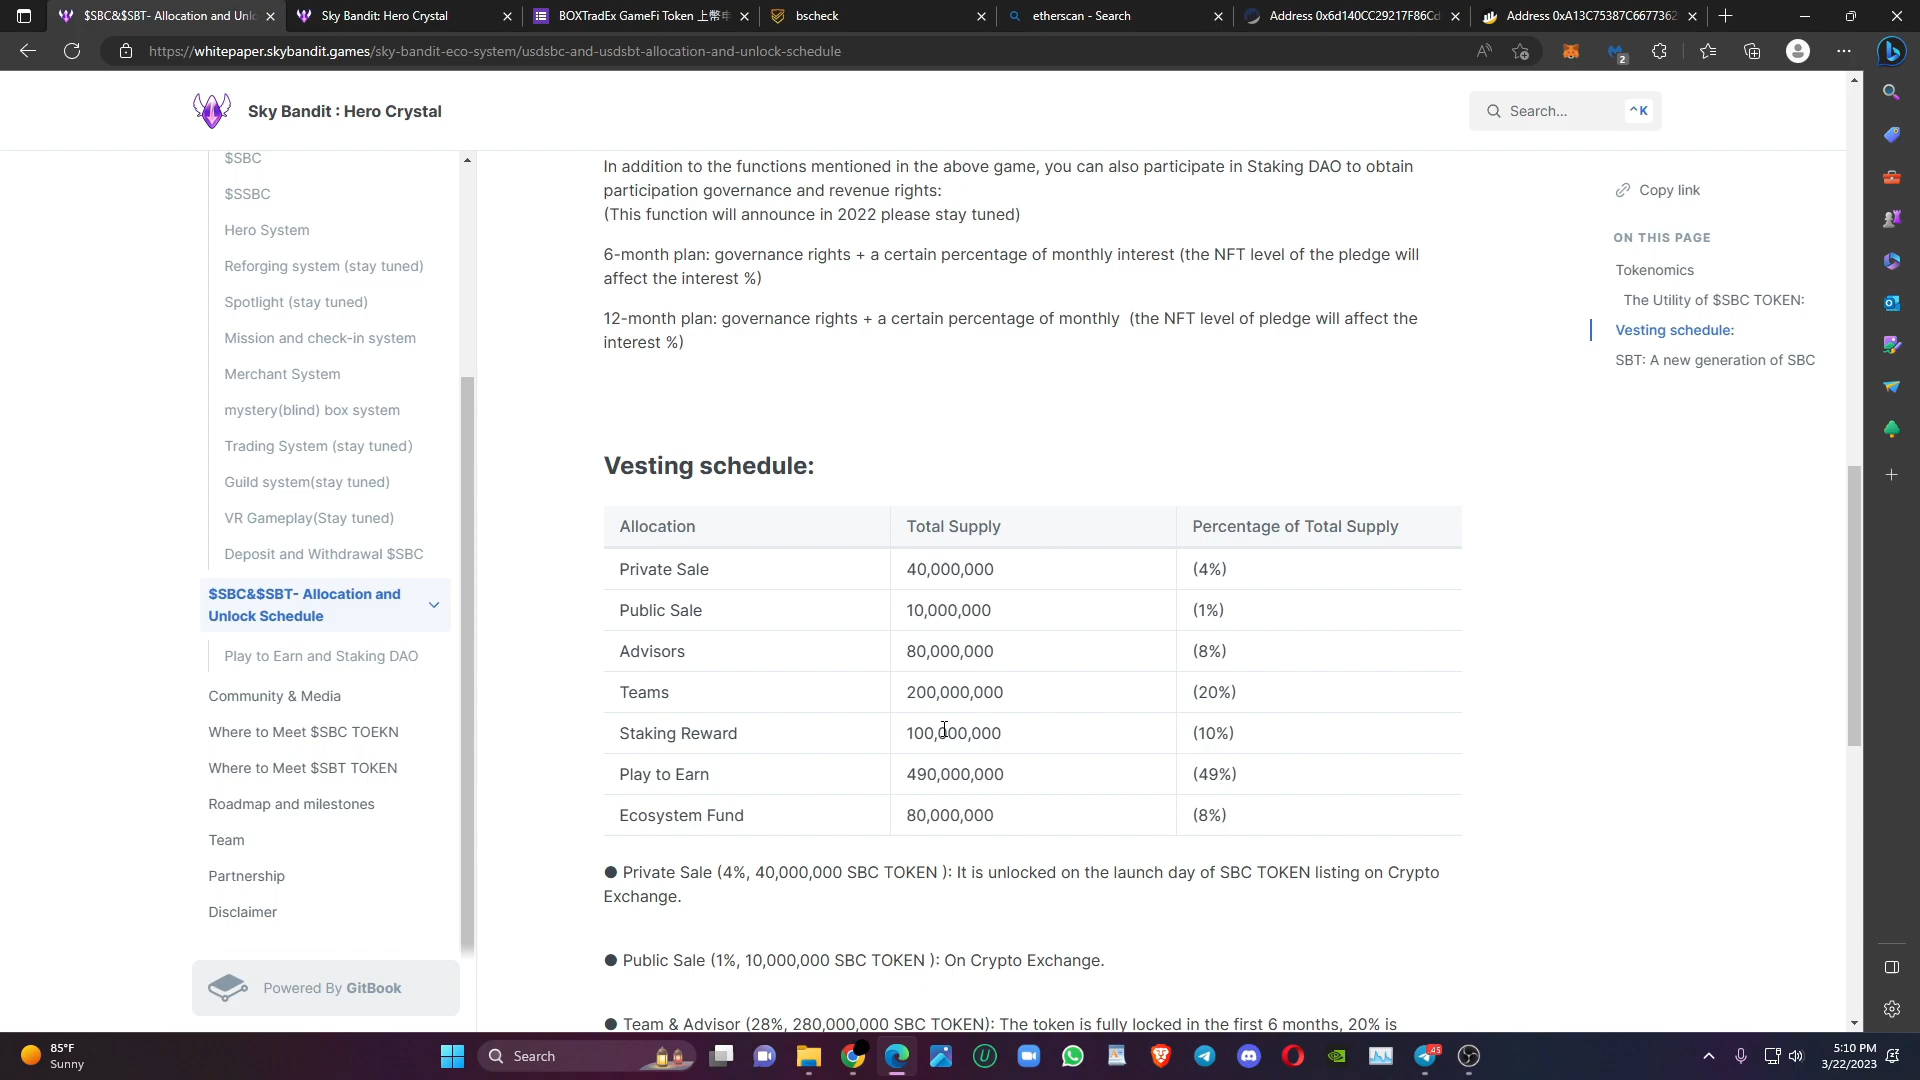 $SBC&$SBT- Allocation and Unlo
Sky Bandit: Hero Crystal
BOXTradEx GameFi Token 上幣申
bscheck
etherscan - Search
Address 0x6d140CC29217F86Cd
Address 0xA13C75387C6677362
https://whitepaper.skybandit.games/sky-bandit-eco-system/usdsbc-and-usdsbt-allocation-and-unlock-schedule
2
Sky Bandit : Hero Crystal
Search...
^K
$SBC
$SSBC
Hero System
Reforging system (stay tuned)
Spotlight (stay tuned)
Mission and check-in system
Merchant System
mystery(blind) box system
Trading System (stay tuned)
Guild system(stay tuned)
VR Gameplay(Stay tuned)
Deposit and Withdrawal $SBC
$SBC&$SSBT- Allocation and
Unlock Schedule
Play to Earn and Staking DAO
Community & Media
Where to Meet $SBC TOEKN
Where to Meet $SBT TOKEN
Roadmap and milestones
Team
Partnership
Disclaimer
Powered By GitBook
In addition to the functions mentioned in the above game, you can also participate in Staking DAO to obtain
participation governance and revenue rights:
(This function will announce in 2022 please stay tuned)
6-month plan: governance rights + a certain percentage of monthly interest (the NFT level of the pledge will
affect the interest %)
12-month plan: governance rights + a certain percentage of monthly  (the NFT level of pledge will affect the
interest %)
Vesting schedule:
Allocation Total Supply Percentage of Total Supply
Private Sale 40,000,000 (4%)
Public Sale 10,000,000 (1%)
Advisors 80,000,000 (8%)
Teams 200,000,000 (20%)
Staking Reward 100,000,000 (10%)
Play to Earn 490,000,000 (49%)
Ecosystem Fund 80,000,000 (8%)
● Private Sale (4%, 40,000,000 SBC TOKEN ): It is unlocked on the launch day of SBC TOKEN listing on Crypto
Exchange.
● Public Sale (1%, 10,000,000 SBC TOKEN ): On Crypto Exchange.
● Team & Advisor (28%, 280,000,000 SBC TOKEN): The token is fully locked in the first 6 months, 20% is
Copy link
ON THIS PAGE
Tokenomics
The Utility of $SBC TOKEN:
Vesting schedule:
SBT: A new generation of SBC
85°F
Sunny
Search
45
5:10 PM
3/22/2023